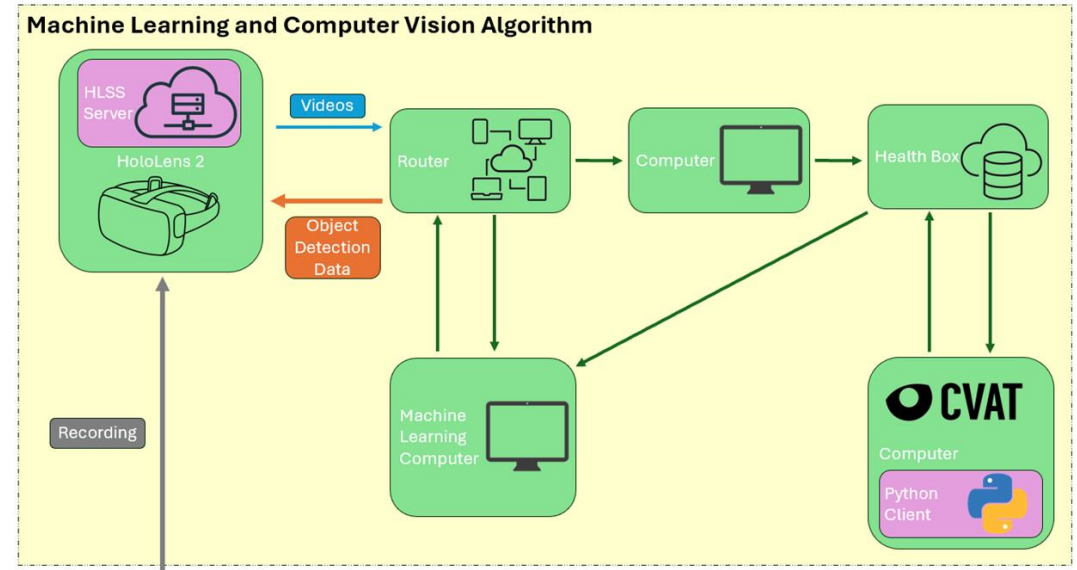 Machine Learning and Computer Vision Algorithm
HLSS
Server
HoloLens 2
Videos
Object
Detection
Data
Router
Computer
Health Box
Recording
Machine
Learning
Computer
CVAT
Computer
Python
Client